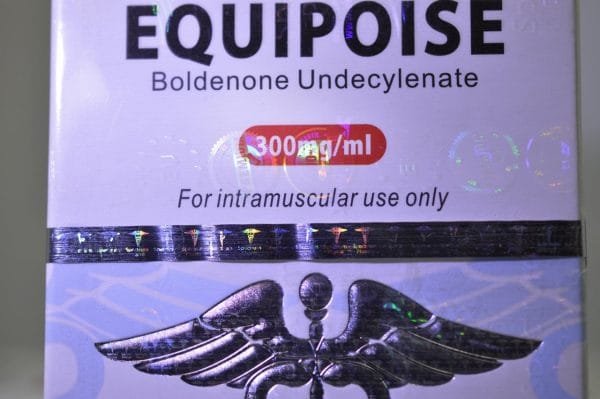 EQUIPOISE
Boldenone Undecylenate
300mg/ml
For intramuscular use only